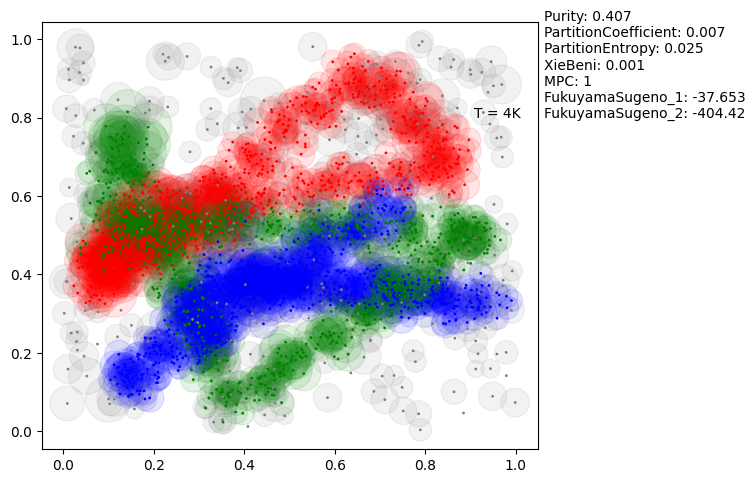 Purity: 0.407
PartitionCoefficient: 0.007
PartitionEntropy: 0.025
XieBeni: 0.001
MPC: 1
FukuyamaSugeno_1: -37.653
FukuyamaSugeno_2: -404.42
T = 4K
1.0
0.8
0.6
0.4
0.2
0.0
0.0 0.2 0.4 0.6 0.8 1.0